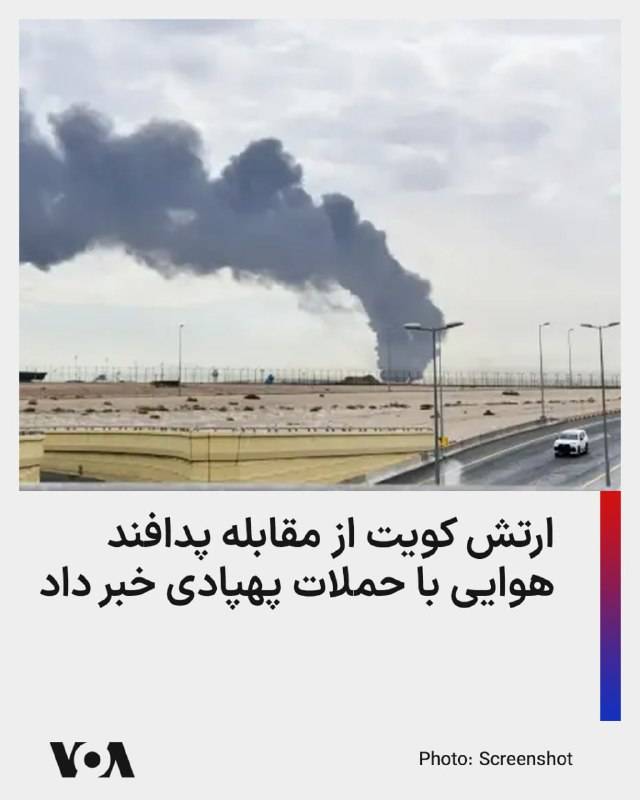 ارتش کویت از مقابله پدافند
هوایی با حملات پهپادی خبر داد
VOA
Photo: Screenshot